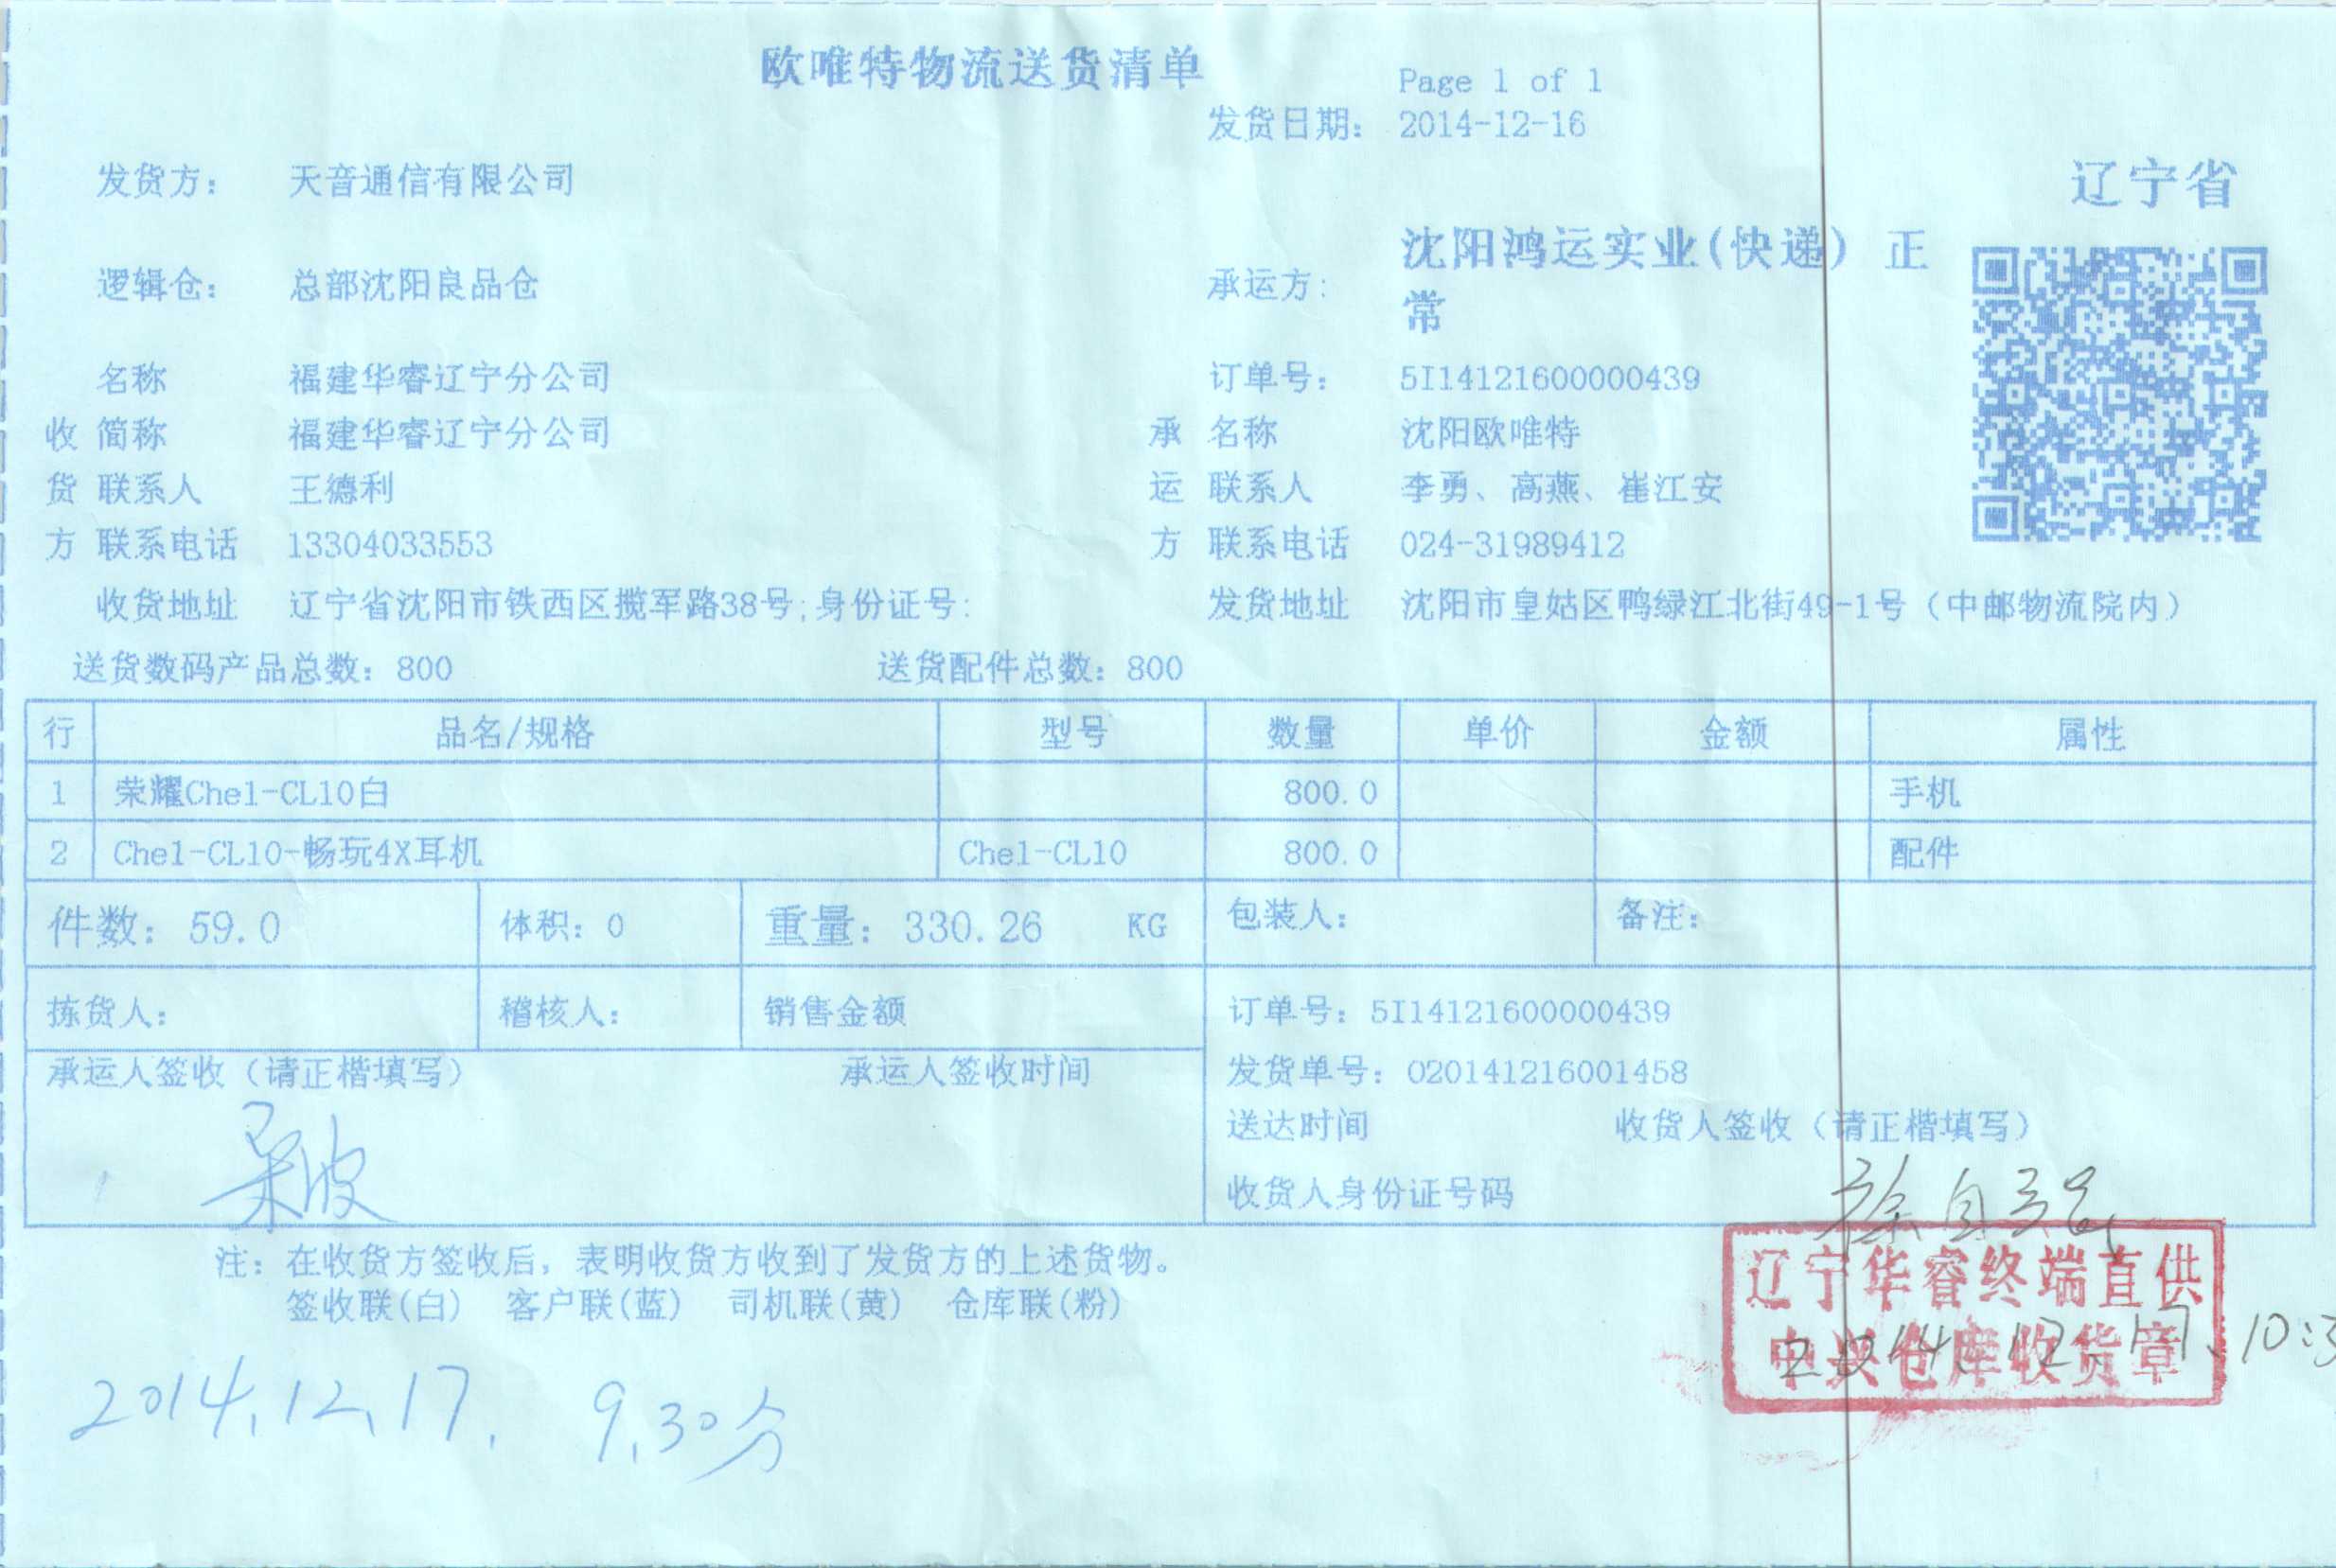 欧唯特物流送货清单
Page 1 of 1
发货日期： 2014-12-16
发货方： 天音通信有限公司
辽宁省
逻辑仓： 总部沈阳良品仓
承运方： 沈阳鸿运实业(快递) 正
常
名称 福建华睿辽宁分公司 订单号： 5I14121600000439
收 简称 福建华睿辽宁分公司 承 名称 沈阳欧唯特
货 联系人 王德利 运 联系人 李勇、高燕、崔江安
方 联系电话 13304033553 方 联系电话 024-31989412
收货地址 辽宁省沈阳市铁西区揽军路38号;身份证号: 发货地址 沈阳市皇姑区鸭绿江北街49-1号（中邮物流院内）
送货数码产品总数：800 送货配件总数：800
行 品名/规格 型号 数量 单价 金额 属性
1 荣耀Che1-CL10白 800.0 手机
2 Che1-CL10-畅玩4X耳机 Che1-CL10 800.0 配件
件数：59.0 体积：0 重量：330.26 KG 包装人： 备注：
拣货人： 稽核人： 销售金额 订单号：5I14121600000439
承运人签收（请正楷填写） 承运人签收时间 发货单号：020141216001458
送达时间 收货人签收（请正楷填写）
收货人身份证号码
注：在收货方签收后，表明收货方收到了发货方的上述货物。
签收联(白) 客户联(蓝) 司机联(黄) 仓库联(粉)
辽宁华睿终端直供
中兴仓库收货章
2014.12.17. 10:3
2014.12.17. 9.30分